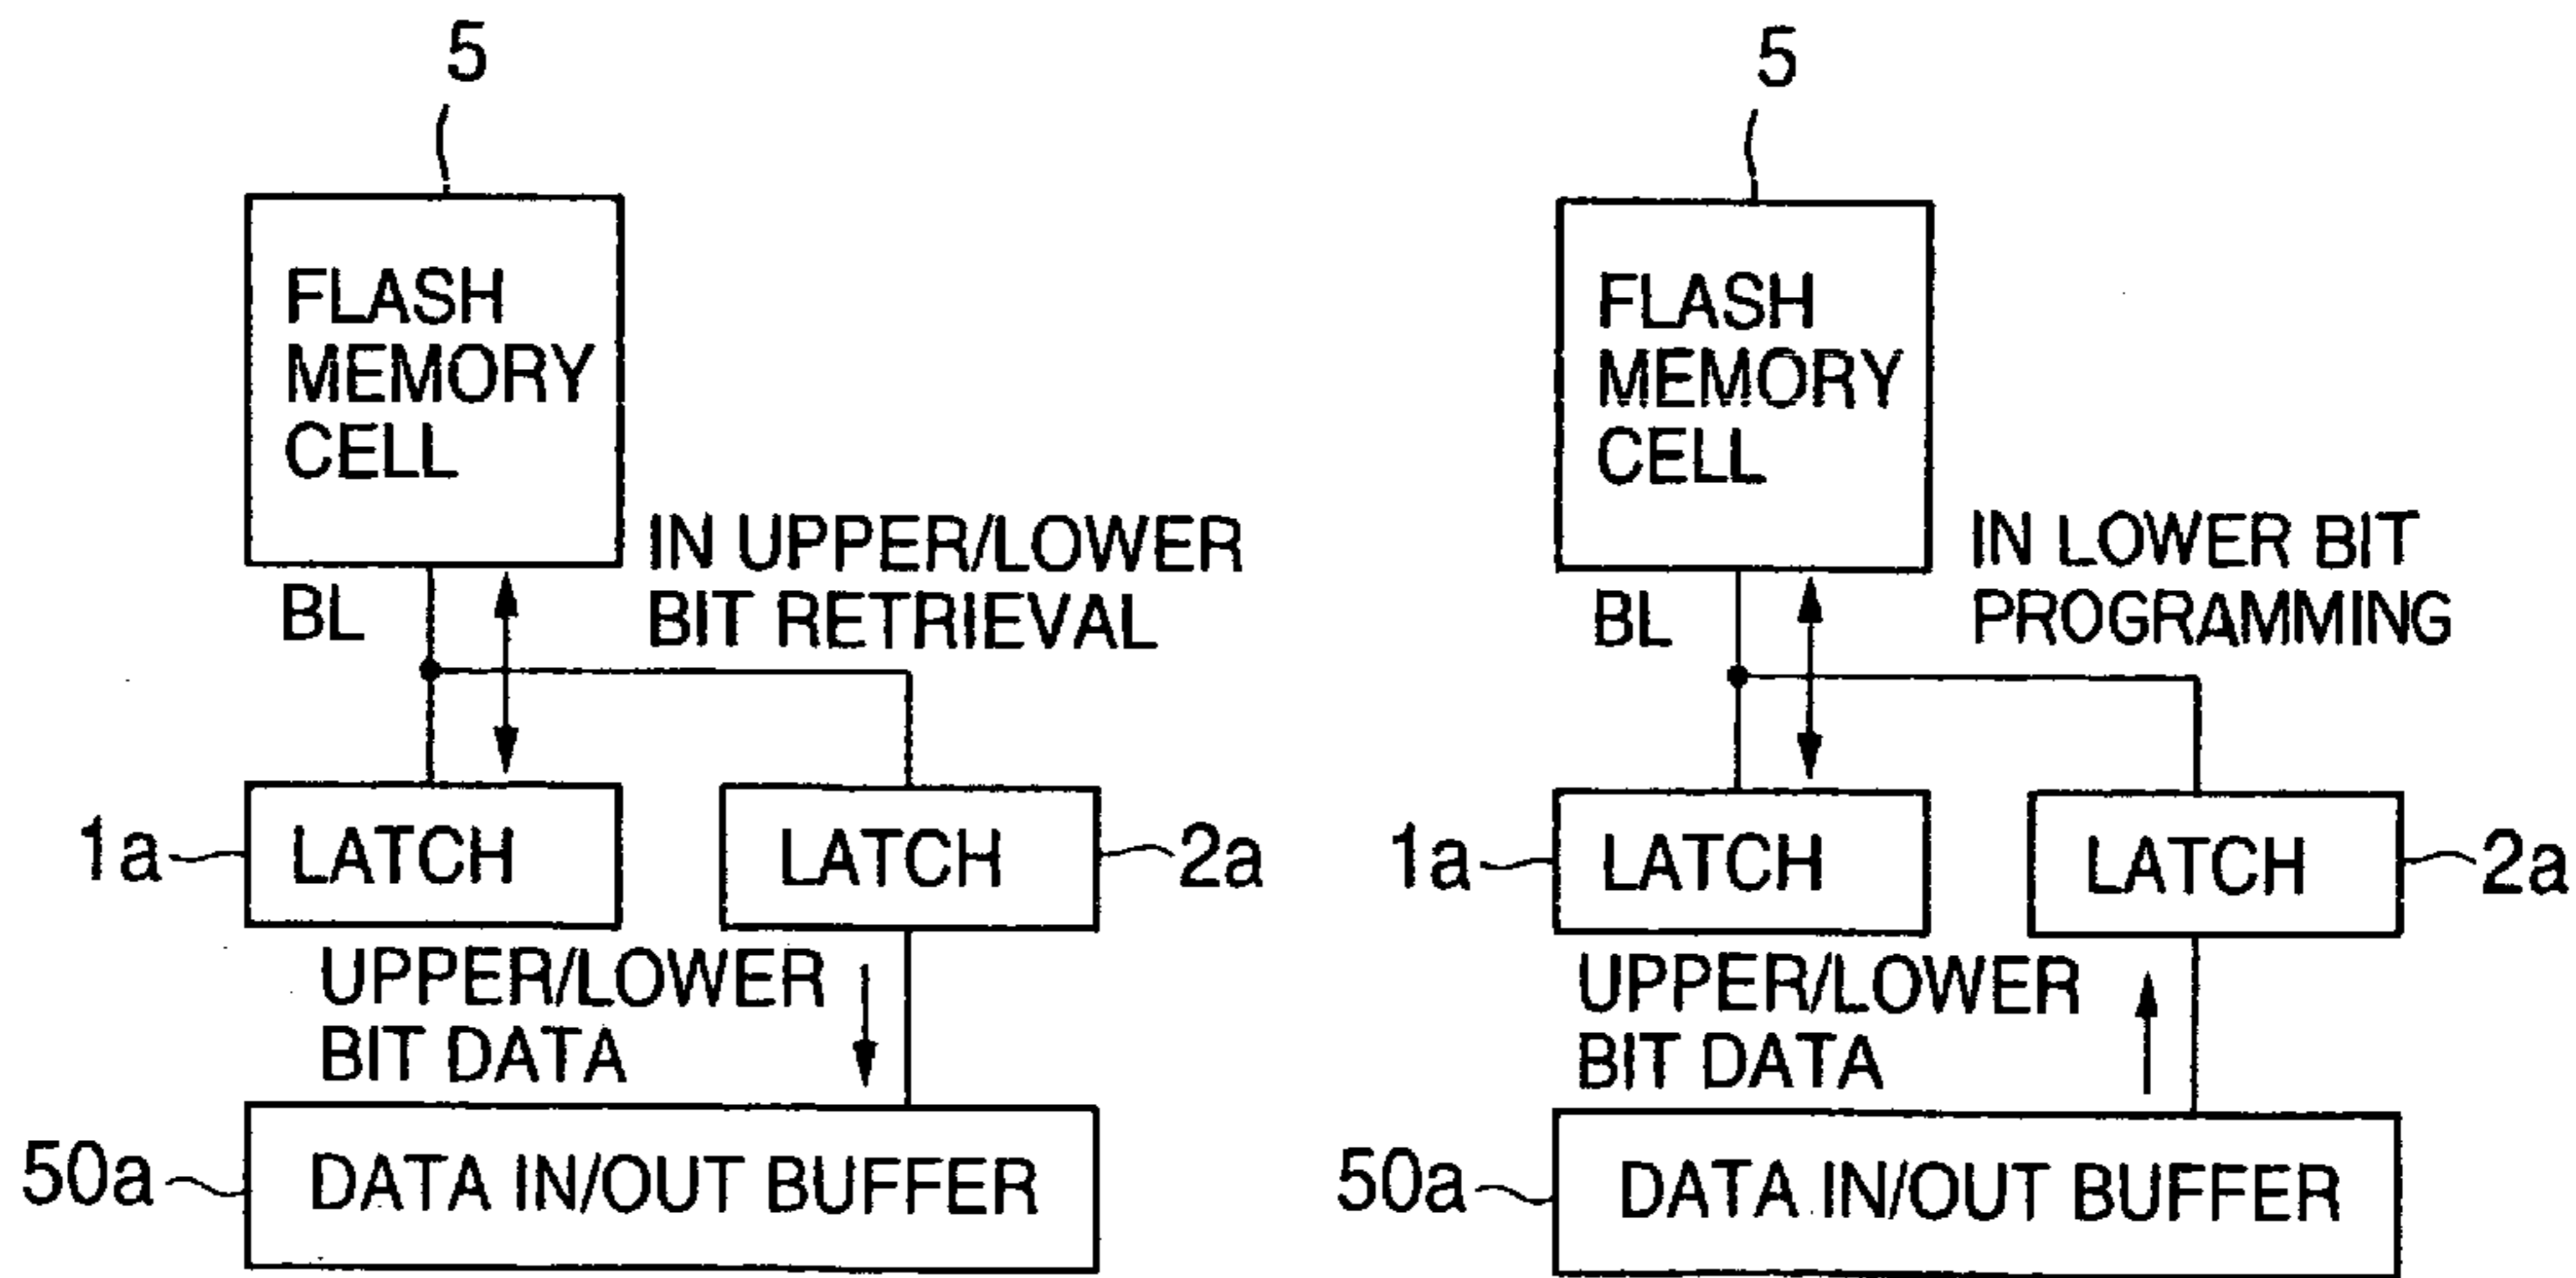 5
FLASH
MEMORY
CELL
BL
IN UPPER/LOWER
BIT RETRIEVAL
1a
LATCH
LATCH
2a
UPPER/LOWER
BIT DATA
50a
DATA IN/OUT BUFFER
5
FLASH
MEMORY
CELL
BL
IN LOWER BIT
PROGRAMMING
1a
LATCH
LATCH
2a
UPPER/LOWER
BIT DATA
50a
DATA IN/OUT BUFFER